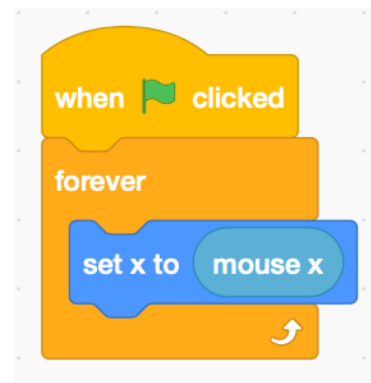 when clicked
forever
set x to mouse x